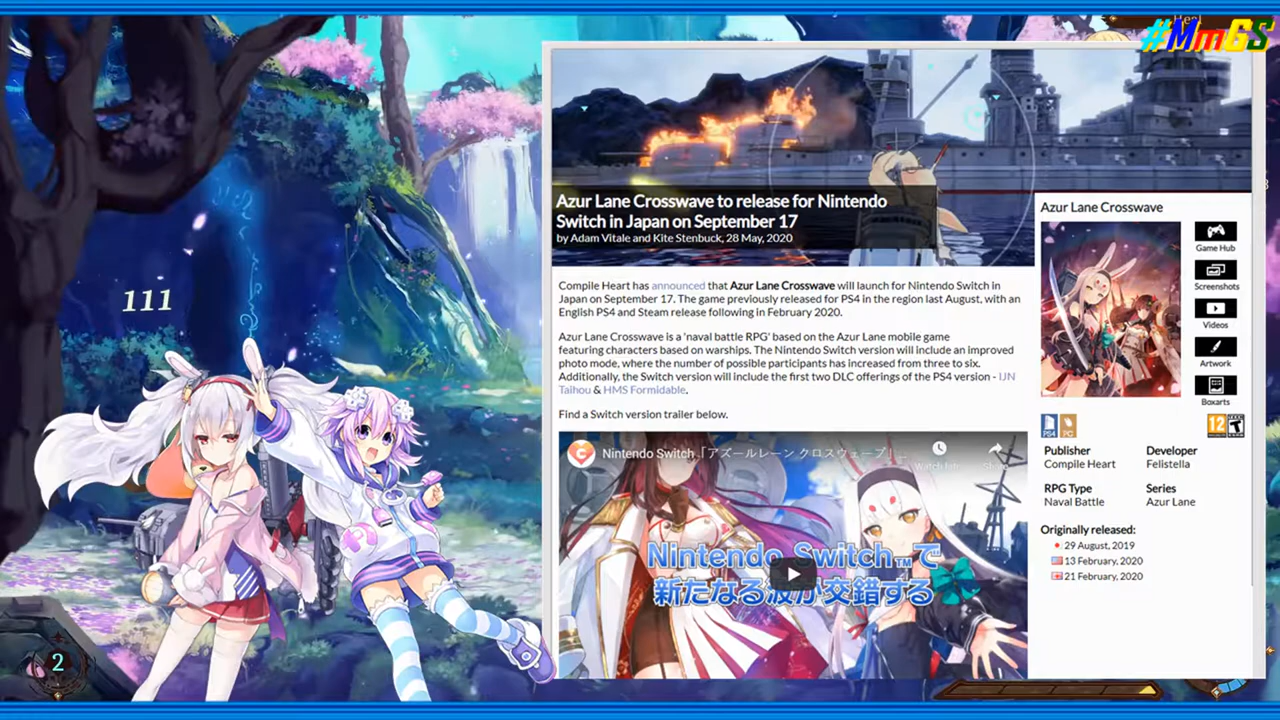 #MmGS
111
2
Azur Lane Crosswave to release for Nintendo
Switch in Japan on September 17
by Adam Vitale and Kite Stenbuck, 28 May, 2020
Compile Heart has announced that Azur Lane Crosswave will launch for Nintendo Switch in
Japan on September 17. The game previously released for PS4 in the region last August, with an
English PS4 and Steam release following in February 2020.
Azur Lane Crosswave is a 'naval battle RPG' based on the Azur Lane mobile game
featuring characters based on warships. The Nintendo Switch version will include an improved
photo mode, where the number of possible participants has increased from three to six.
Additionally, the Switch version will include the first two DLC offerings of the PS4 version - IJN
Taihou & HMS Formidable.
Find a Switch version trailer below.
Nintendo Switch「アズールレーン クロスウェーブ」...
Watch later
Share
Nintendo Switch™で
新たなる波が交錯する
Azur Lane Crosswave
Game Hub
Screenshots
Videos
Artwork
Boxarts
PS4
PC
12
T
Publisher
Compile Heart
Developer
Felistella
RPG Type
Naval Battle
Series
Azur Lane
Originally released:
29 August, 2019
13 February, 2020
21 February, 2020